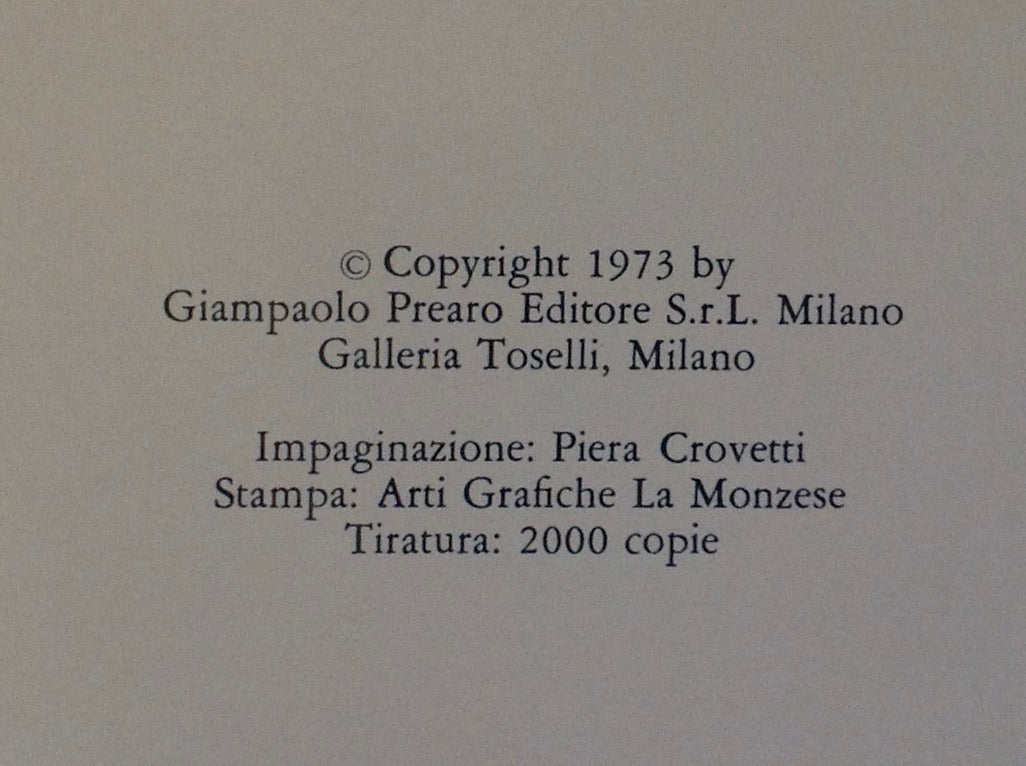 © Copyright 1973 by
Giampaolo Prearo Editore S.r.L. Milano
Galleria Toselli, Milano
Impaginazione: Piera Crovetti
Stampa: Arti Grafiche La Monzese
Tiratura: 2000 copie